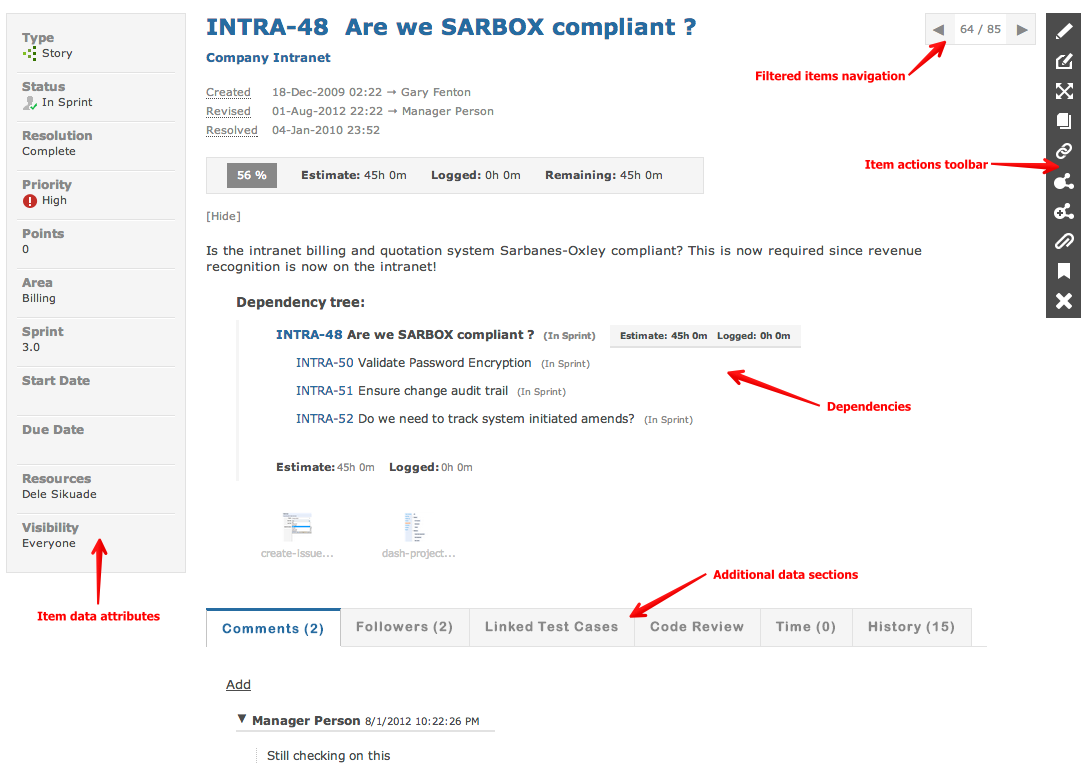 Type
Story
Status
In Sprint
Resolution
Complete
Priority
High
Points
0
Area
Billing
Sprint
3.0
Start Date
Due Date
Resources
Dele Sikuade
Visibility
Everyone
Item data attributes
INTRA-48 Are we SARBOX compliant ?
64 / 85
Company Intranet
Filtered items navigation
Created 18-Dec-2009 02:22 → Gary Fenton
Revised 01-Aug-2012 22:22 → Manager Person
Resolved 04-Jan-2010 23:52
Item actions toolbar
56 % Estimate: 45h 0m Logged: 0h 0m Remaining: 45h 0m
[Hide]
Is the intranet billing and quotation system Sarbanes-Oxley compliant? This is now required since revenue
recognition is now on the intranet!
Dependency tree:
INTRA-48 Are we SARBOX compliant ? (In Sprint) Estimate: 45h 0m Logged: 0h 0m
INTRA-50 Validate Password Encryption (In Sprint)
INTRA-51 Ensure change audit trail (In Sprint)
Dependencies
INTRA-52 Do we need to track system initiated amends? (In Sprint)
Estimate: 45h 0m Logged: 0h 0m
create-issue... dash-project...
Additional data sections
Comments (2) Followers (2) Linked Test Cases Code Review Time (0) History (15)
Add
Manager Person 8/1/2012 10:22:26 PM
Still checking on this